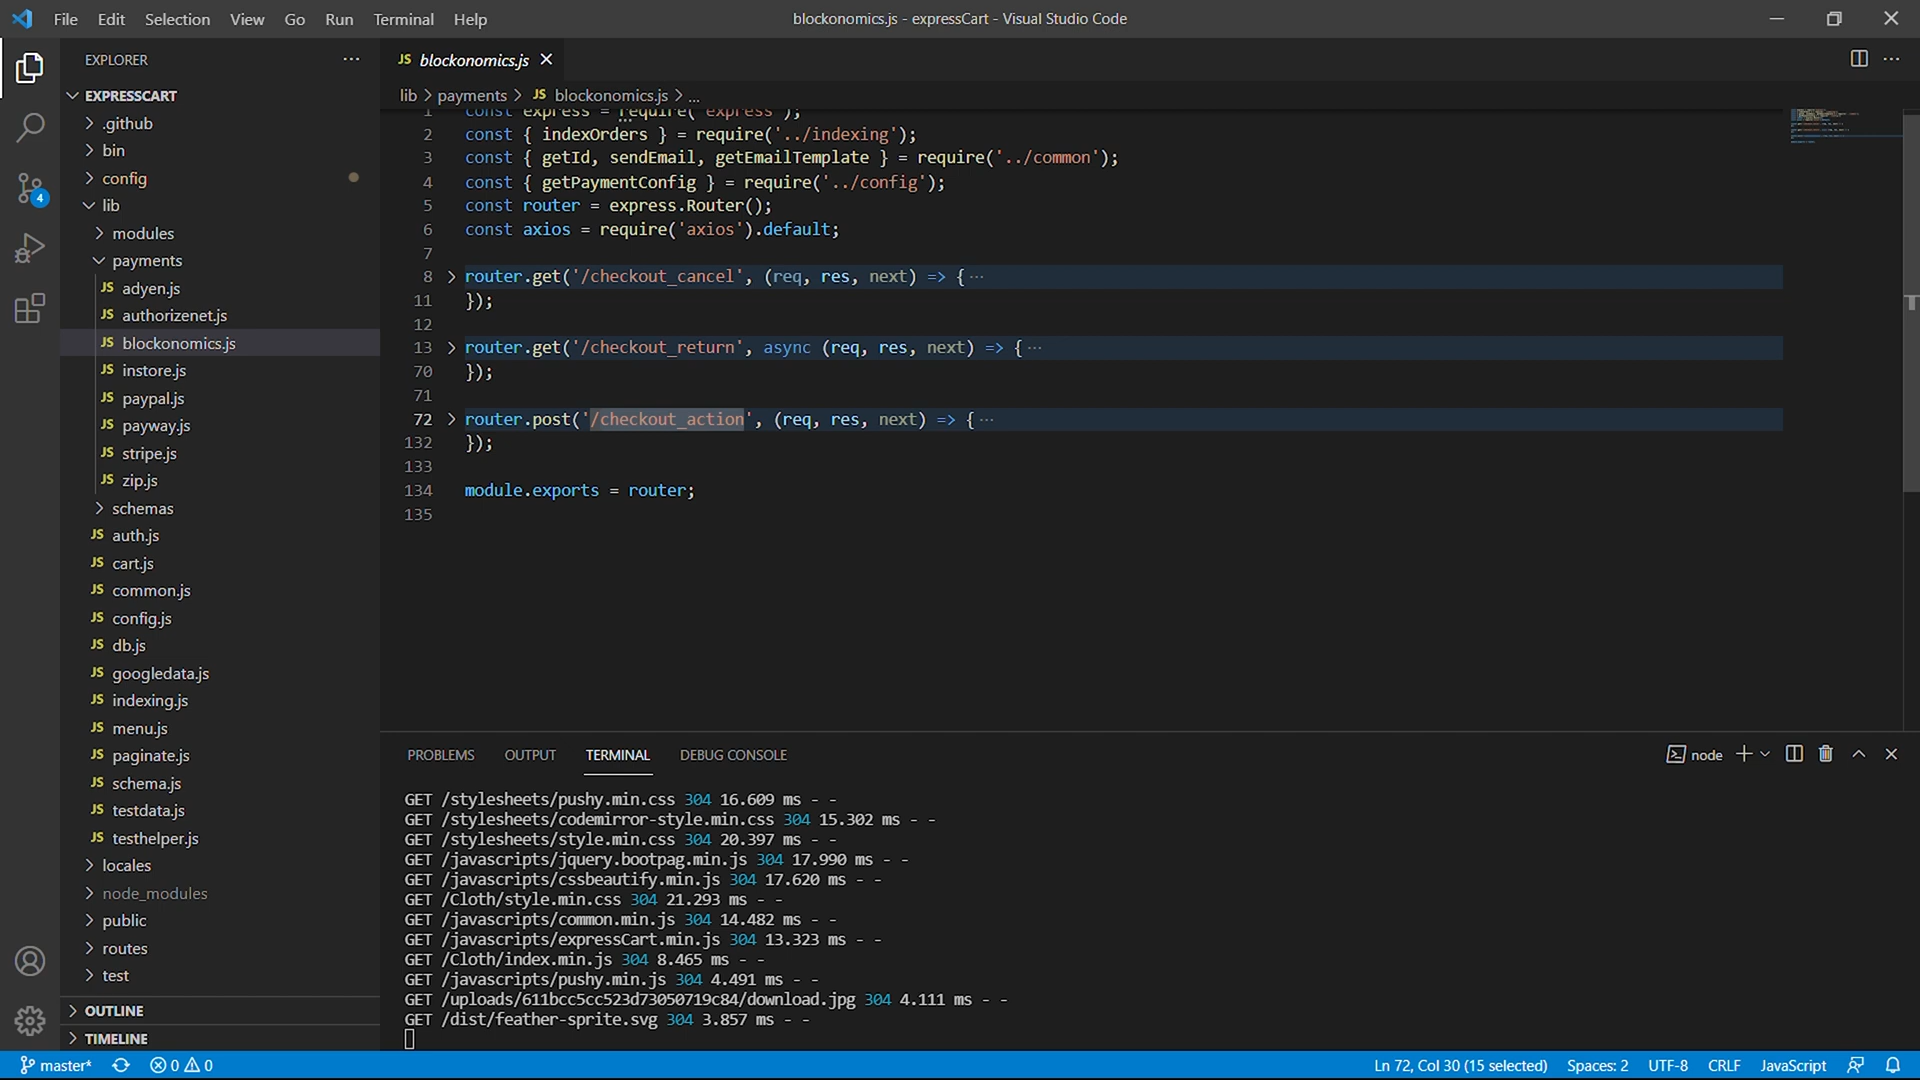 File Edit Selection View Go Run Terminal Help
blockonomics.js - expressCart - Visual Studio Code
EXPLORER
EXPRESSCART
.github
bin
config
lib
modules
payments
JS adyen.js
JS authorizenet.js
JS blockonomics.js
JS instore.js
JS paypal.js
JS payway.js
JS stripe.js
JS zip.js
schemas
JS auth.js
JS cart.js
JS common.js
JS config.js
JS db.js
JS googledata.js
JS indexing.js
JS menu.js
JS paginate.js
JS schema.js
JS testdata.js
JS testhelper.js
locales
node_modules
public
routes
test
OUTLINE
TIMELINE
4
JS blockonomics.js
lib > payments > JS blockonomics.js > ...
1 const express = require('express');
2 const { indexOrders } = require('../indexing');
3 const { getId, sendEmail, getEmailTemplate } = require('../common');
4 const { getPaymentConfig } = require('../config');
5 const router = express.Router();
6 const axios = require('axios').default;
7
8 router.get('/checkout_cancel', (req, res, next) => { ...
11 });
12
13 router.get('/checkout_return', async (req, res, next) => { ...
70 });
71
72 router.post('/checkout_action', (req, res, next) => { ...
132 });
133
134 module.exports = router;
135
PROBLEMS OUTPUT TERMINAL DEBUG CONSOLE
node
GET /stylesheets/pushy.min.css 304 16.609 ms - -
GET /stylesheets/codemirror-style.min.css 304 15.302 ms - -
GET /stylesheets/style.min.css 304 20.397 ms - -
GET /javascripts/jquery.bootpag.min.js 304 17.990 ms - -
GET /javascripts/cssbeautify.min.js 304 17.620 ms - -
GET /Cloth/style.min.css 304 21.293 ms - -
GET /javascripts/common.min.js 304 14.482 ms - -
GET /javascripts/expressCart.min.js 304 13.323 ms - -
GET /Cloth/index.min.js 304 8.465 ms - -
GET /javascripts/pushy.min.js 304 4.491 ms - -
GET /uploads/611bcc5cc523d73050719c84/download.jpg 304 4.111 ms - -
GET /dist/feather-sprite.svg 304 3.857 ms - -
master* 0 0
Ln 72, Col 30 (15 selected) Spaces: 2 UTF-8 CRLF JavaScript